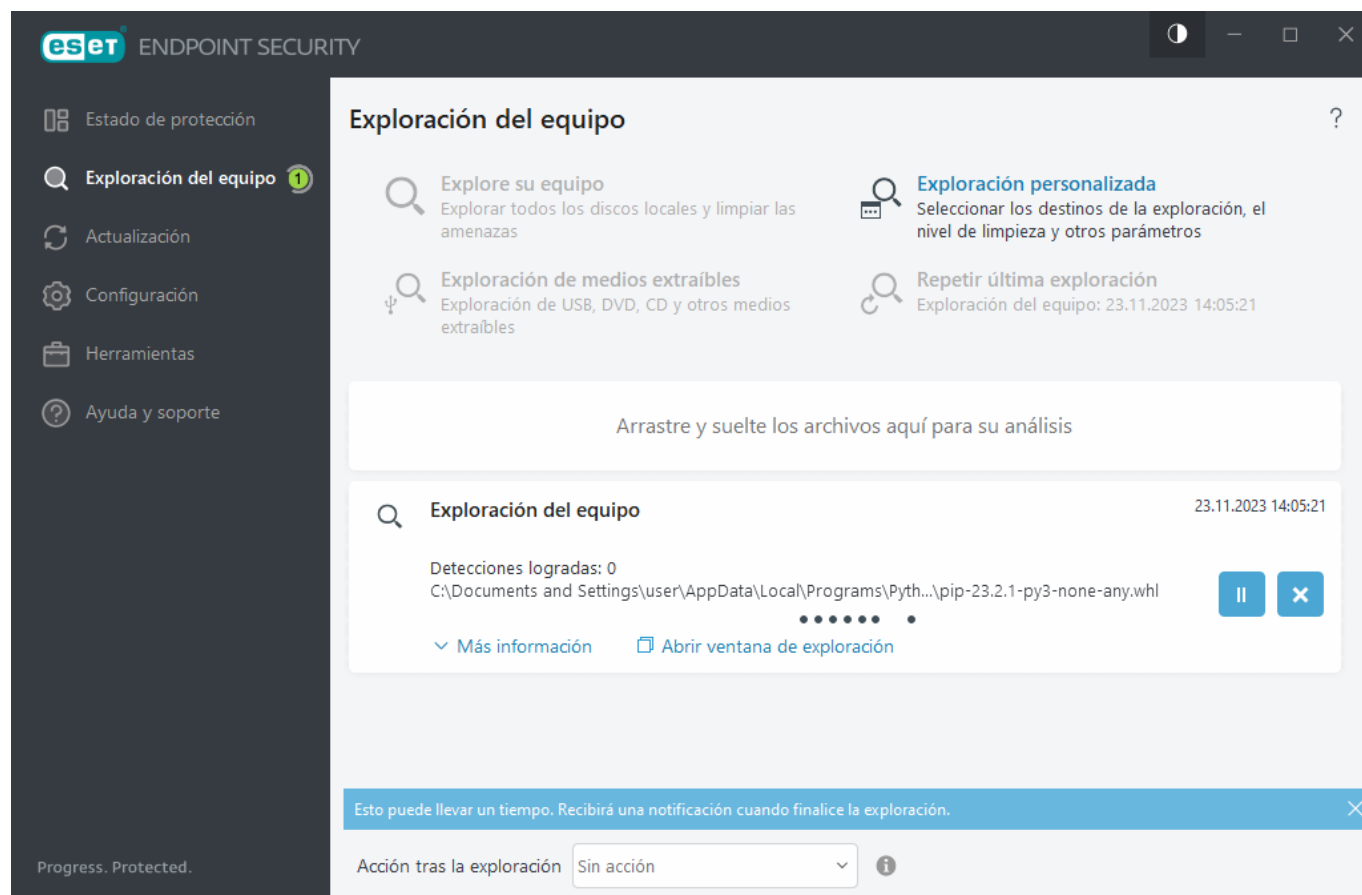 eset ENDPOINT SECURITY
Estado de protección
Exploración del equipo 1
Actualización
Configuración
Herramientas
Ayuda y soporte
Progress. Protected.
Exploración del equipo
?
Explore su equipo
Explorar todos los discos locales y limpiar las
amenazas
Exploración personalizada
Seleccionar los destinos de la exploración, el
nivel de limpieza y otros parámetros
Exploración de medios extraíbles
Exploración de USB, DVD, CD y otros medios
extraíbles
Repetir última exploración
Exploración del equipo: 23.11.2023 14:05:21
Arrastre y suelte los archivos aquí para su análisis
Exploración del equipo
23.11.2023 14:05:21
Detecciones logradas: 0
C:\Documents and Settings\user\AppData\Local\Programs\Pyth...\pip-23.2.1-py3-none-any.whl
Más información
Abrir ventana de exploración
Esto puede llevar un tiempo. Recibirá una notificación cuando finalice la exploración.
Acción tras la exploración Sin acción